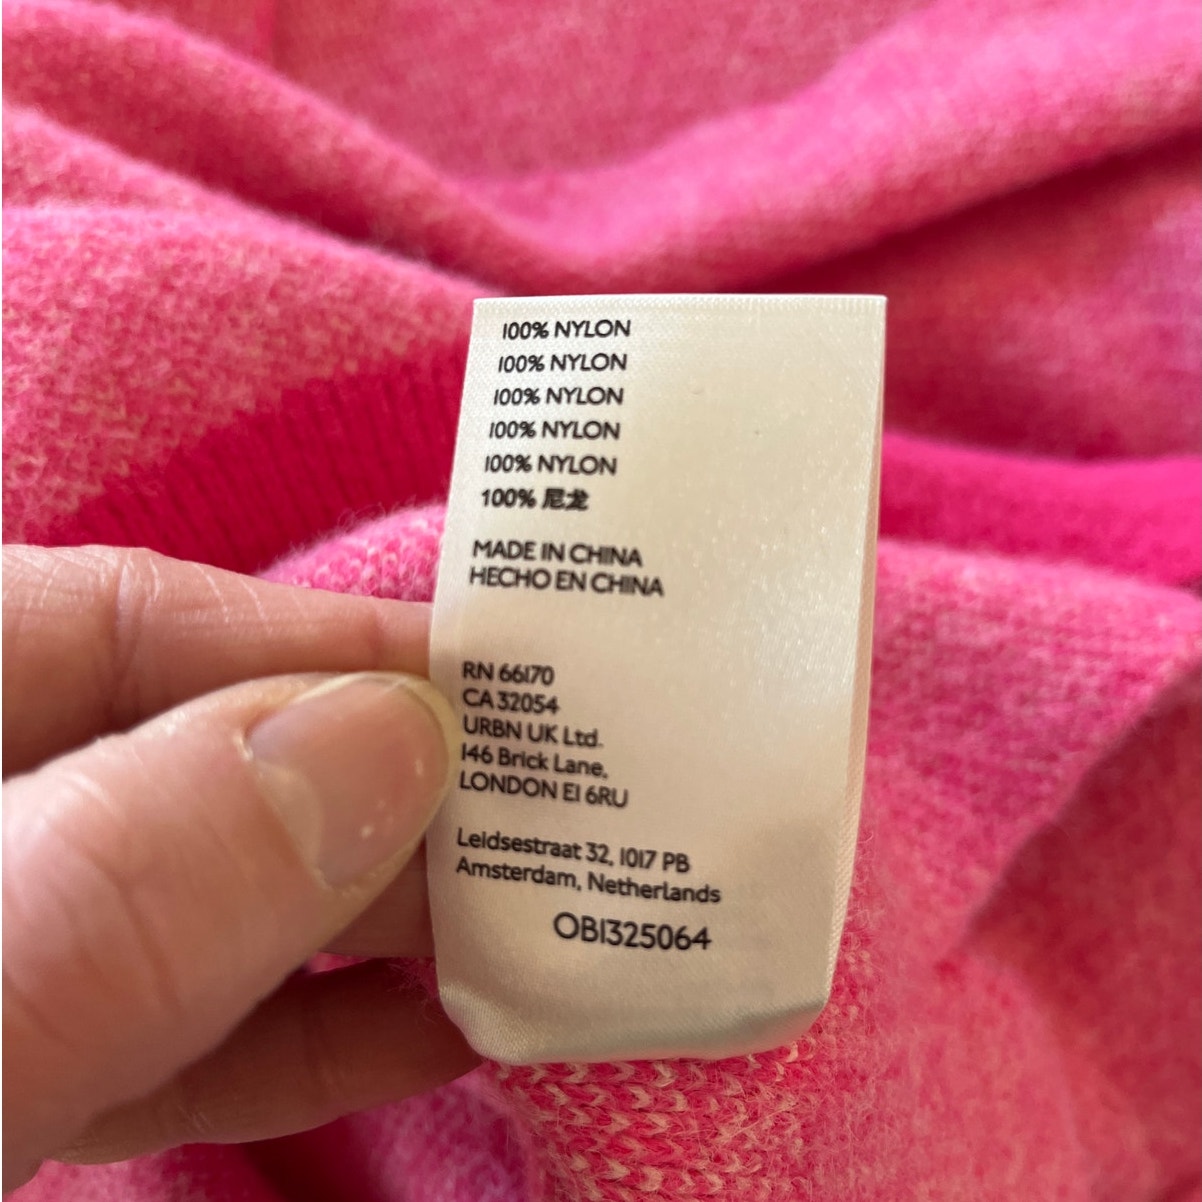 100% NYLON
100% NYLON
100% NYLON
100% NYLON
100% NYLON
100% 尼龙
MADE IN CHINA
HECHO EN CHINA
RN 66170
CA 32054
URBN UK Ltd.
146 Brick Lane,
LONDON E1 6RU
Leidsestraat 32, 1017 PB
Amsterdam, Netherlands
OB1325064